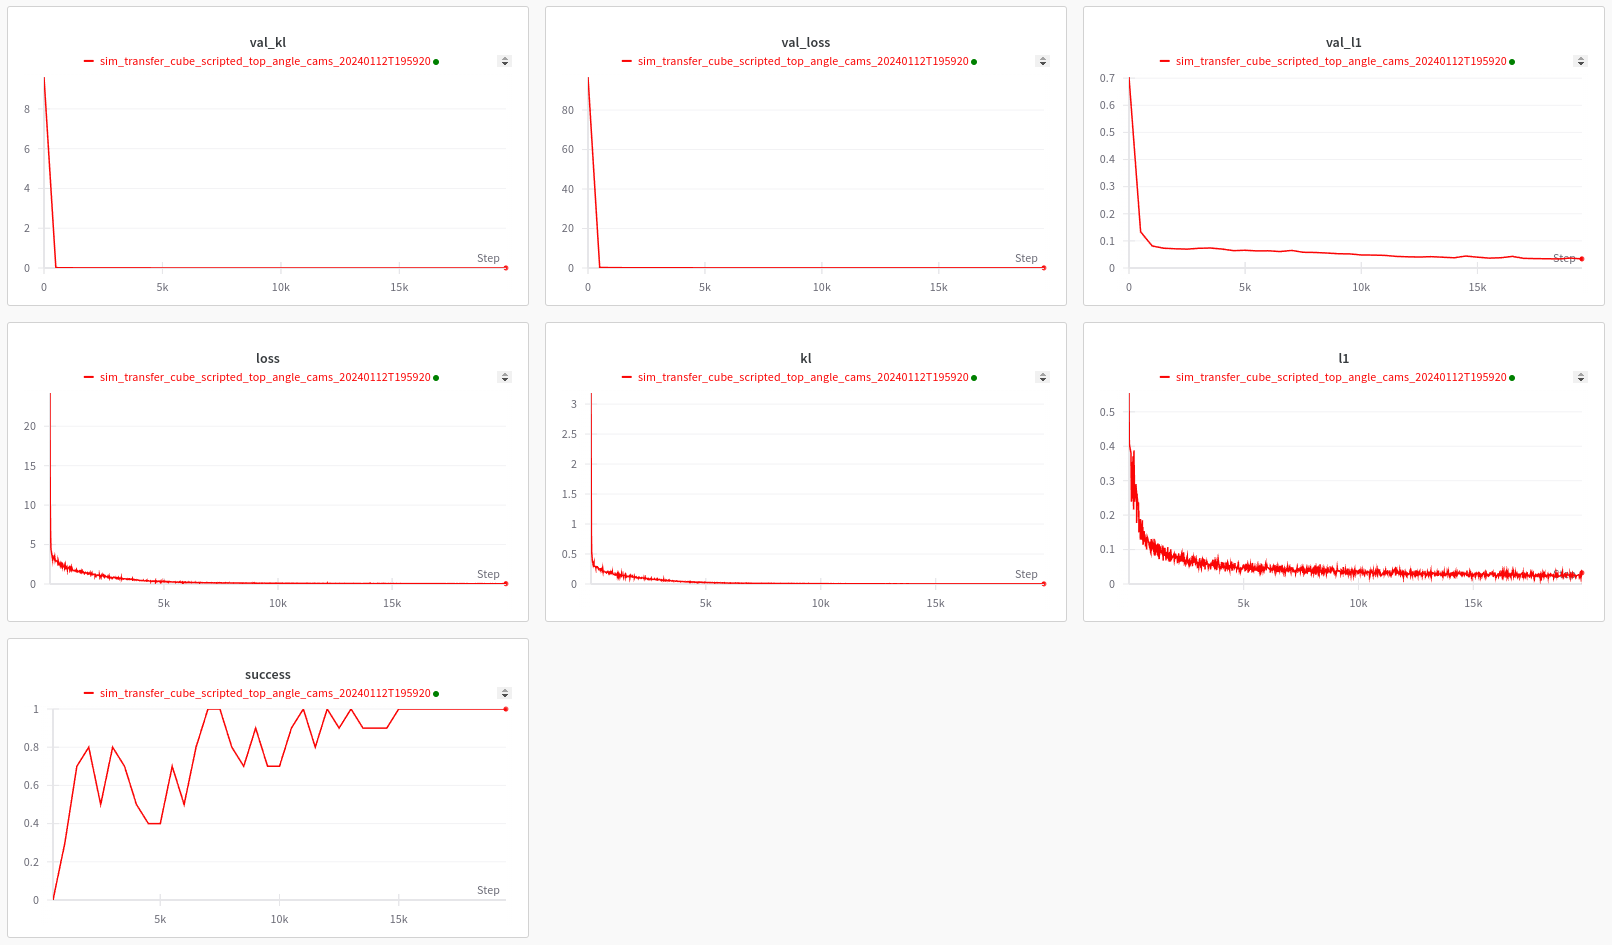 val_kl
sim_transfer_cube_scripted_top_angle_cams_20240112T195920
8
6
4
2
0
Step
0 5k 10k 15k
val_loss
sim_transfer_cube_scripted_top_angle_cams_20240112T195920
80
60
40
20
0
Step
0 5k 10k 15k
val_l1
sim_transfer_cube_scripted_top_angle_cams_20240112T195920
0.7
0.6
0.5
0.4
0.3
0.2
0.1
0
Step
0 5k 10k 15k
loss
sim_transfer_cube_scripted_top_angle_cams_20240112T195920
20
15
10
5
0
Step
5k 10k 15k
kl
sim_transfer_cube_scripted_top_angle_cams_20240112T195920
3
2.5
2
1.5
1
0.5
0
Step
5k 10k 15k
l1
sim_transfer_cube_scripted_top_angle_cams_20240112T195920
0.5
0.4
0.3
0.2
0.1
0
Step
5k 10k 15k
success
sim_transfer_cube_scripted_top_angle_cams_20240112T195920
1
0.8
0.6
0.4
0.2
0
Step
5k 10k 15k